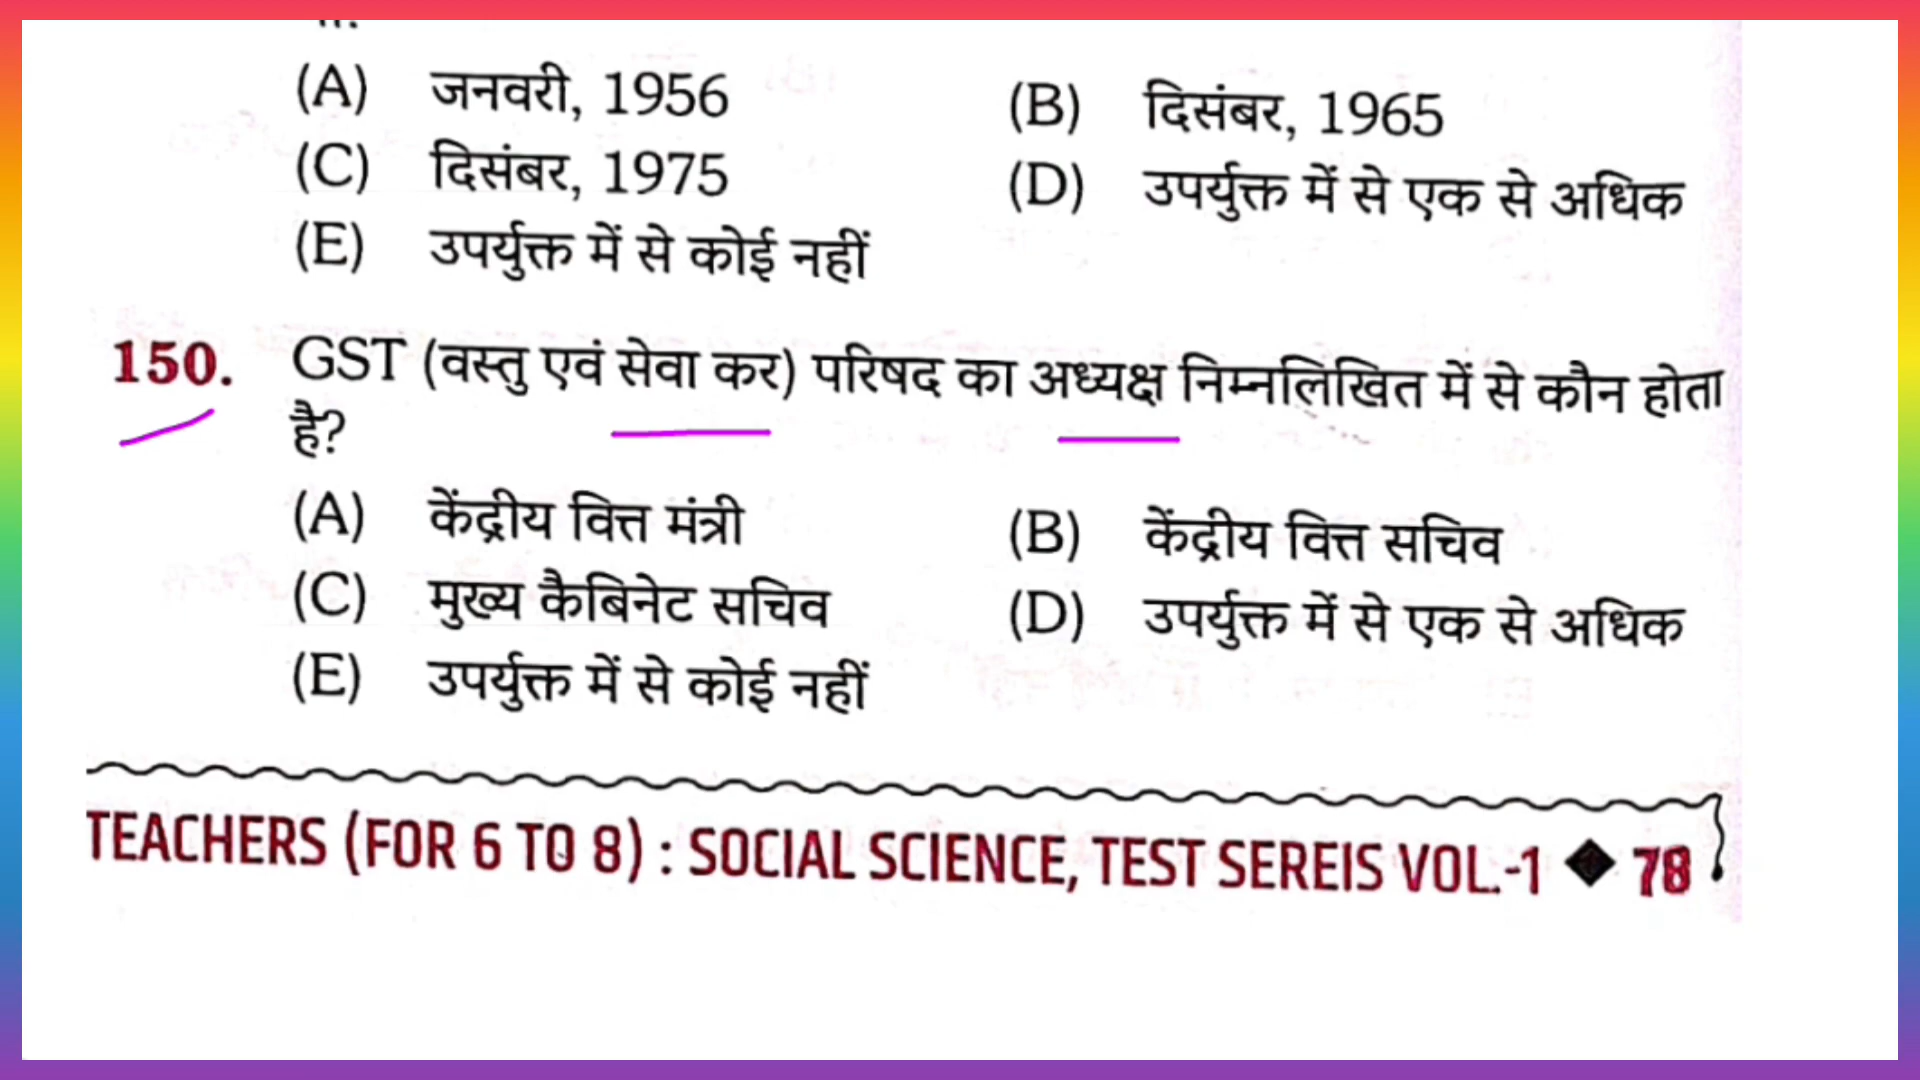 (A) जनवरी, 1956 (B) दिसंबर, 1965
(C) दिसंबर, 1975 (D) उपर्युक्त में से एक से अधिक
(E) उपर्युक्त में से कोई नहीं
150. GST (वस्तु एवं सेवा कर) परिषद का अध्यक्ष निम्नलिखित में से कौन होता
है?
(A) केंद्रीय वित्त मंत्री (B) केंद्रीय वित्त सचिव
(C) मुख्य कैबिनेट सचिव (D) उपर्युक्त में से एक से अधिक
(E) उपर्युक्त में से कोई नहीं
TEACHERS (FOR 6 TO 8) : SOCIAL SCIENCE, TEST SEREIS VOL.-1 ◆ 78